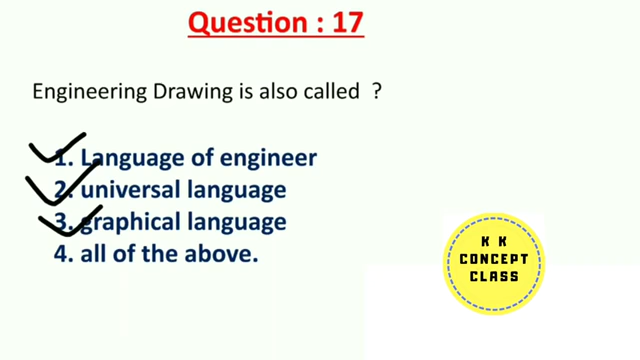 Question : 17
Engineering Drawing is also called ?
1. Language of engineer
2. universal language
3. graphical language
4. all of the above.
K K
CONCEPT
CLASS